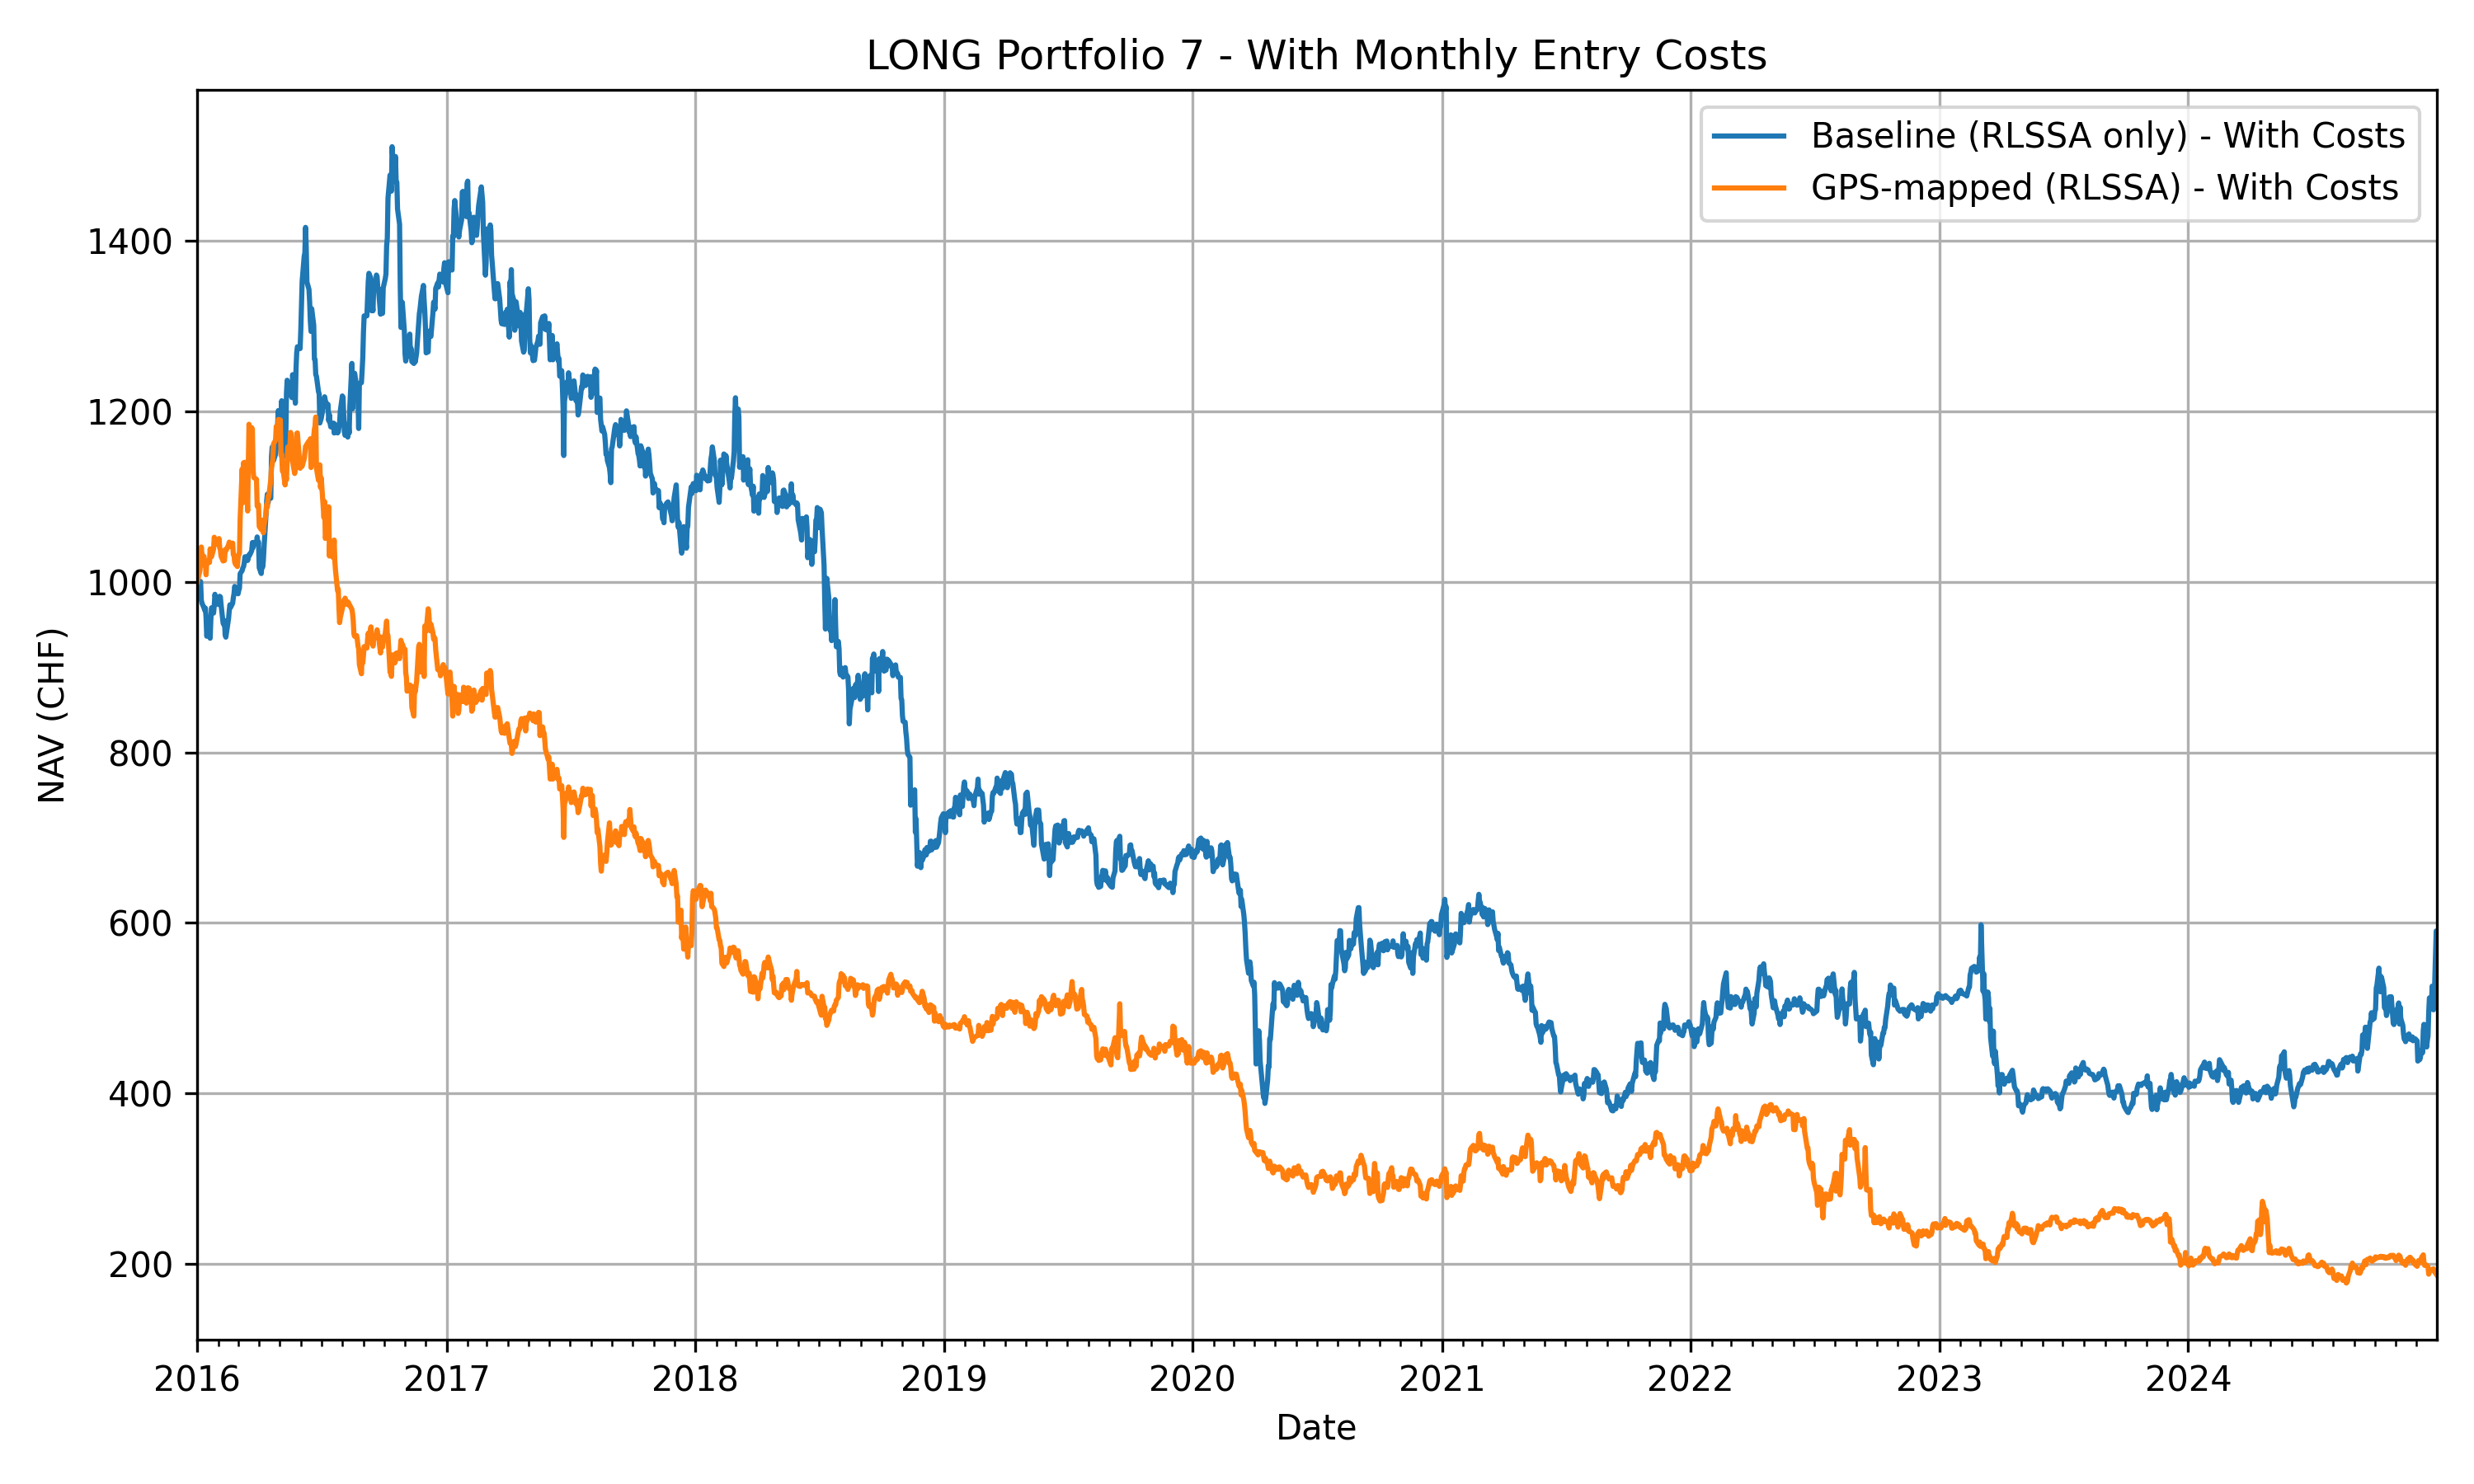 LONG Portfolio 7 - With Monthly Entry Costs
Baseline (RLSSA only) - With Costs
GPS-mapped (RLSSA) - With Costs
NAV (CHF)
1400
1200
1000
800
600
400
200
2016 2017 2018 2019 2020 2021 2022 2023 2024
Date